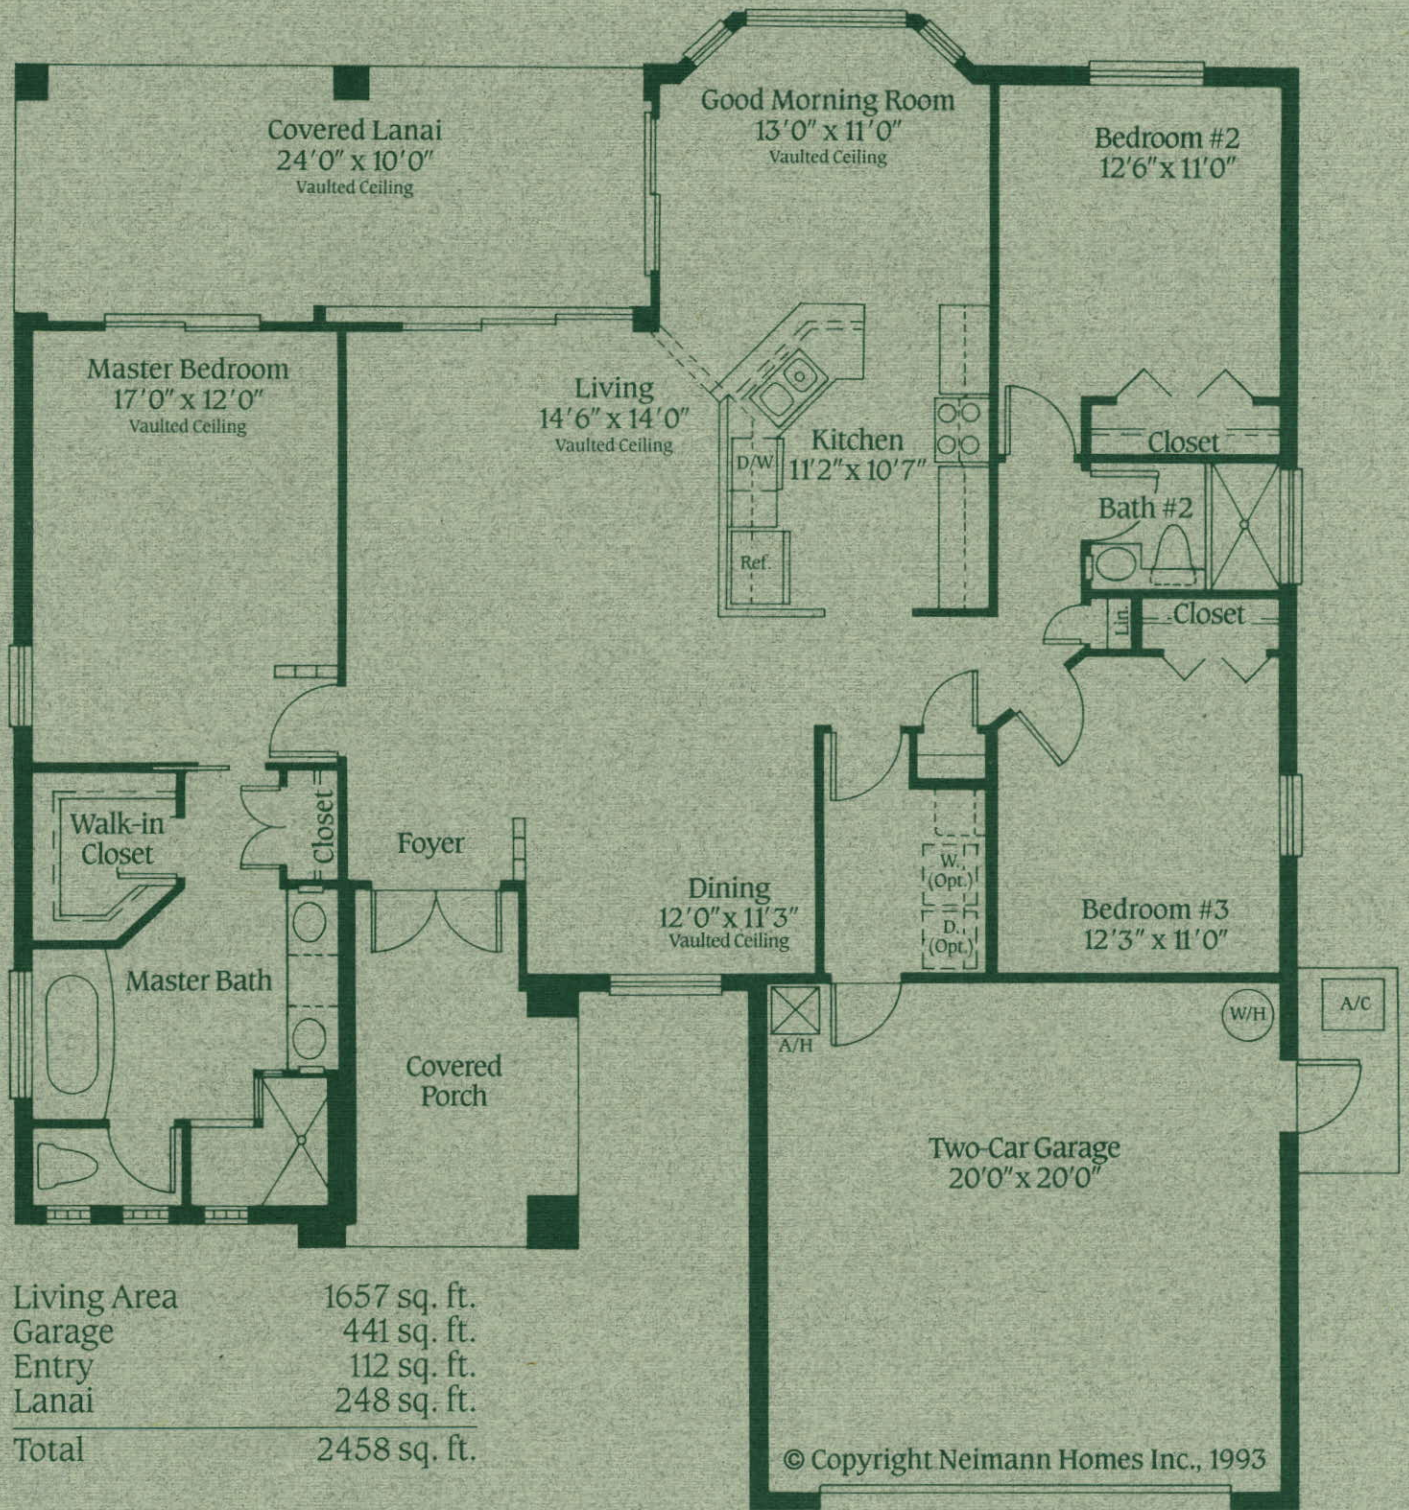 Good Morning Room
13'0" x 11'0"
Vaulted Ceiling
Covered Lanai
24'0" x 10'0"
Vaulted Ceiling
Bedroom #2
12'6" x 11'0"
Master Bedroom
17'0" x 12'0"
Vaulted Ceiling
Living
14'6" x 14'0"
Vaulted Ceiling
Kitchen
11'2" x 10'7"
D/W
Ref.
Closet
Bath #2
Lin.
Closet
Walk-in
Closet
Closet
Foyer
Dining
12'0" x 11'3"
Vaulted Ceiling
W.
(Opt.)
D.
(Opt.)
Bedroom #3
12'3" x 11'0"
Master Bath
Covered
Porch
A/H
W/H
A/C
Two-Car Garage
20'0" x 20'0"
Living Area 1657 sq. ft.
Garage 441 sq. ft.
Entry 112 sq. ft.
Lanai 248 sq. ft.
Total 2458 sq. ft.
© Copyright Neimann Homes Inc., 1993